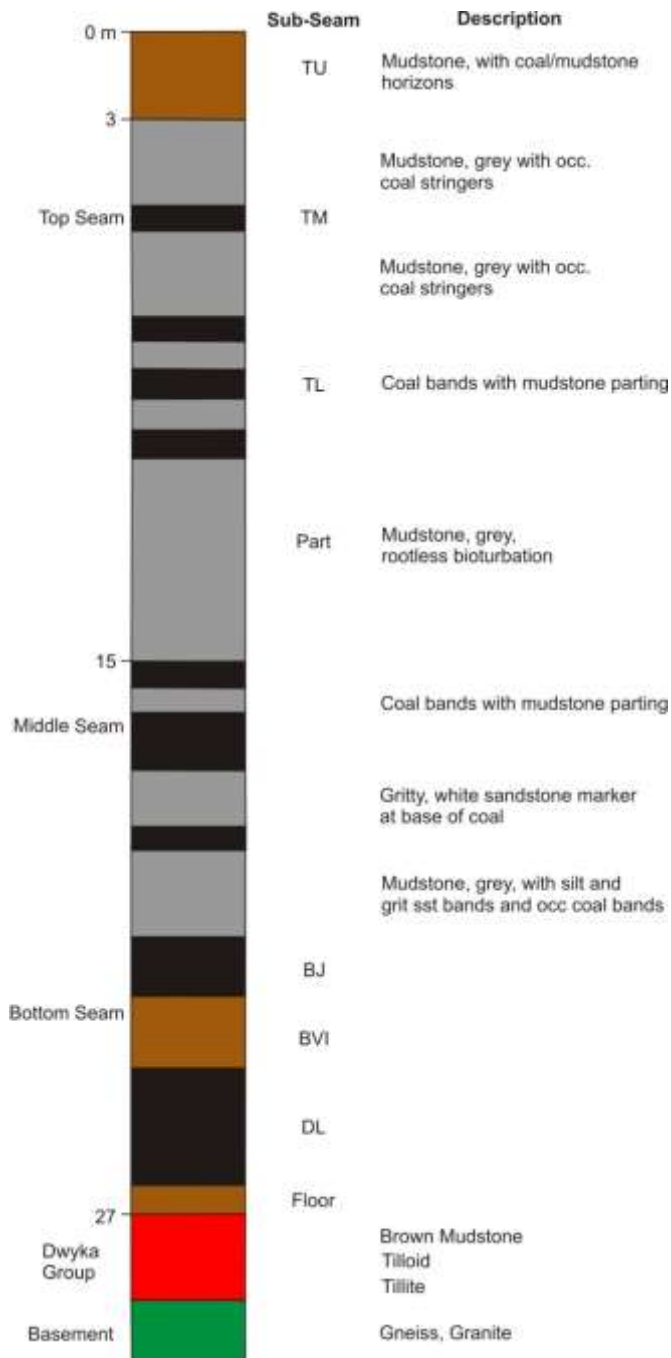 Sub-Seam Description
0 m
TU
Mudstone, with coal/mudstone
horizons
3
Mudstone, grey with occ.
coal stringers
Top Seam
TM
Mudstone, grey with occ.
coal stringers
TL
Coal bands with mudstone parting
Part
Mudstone, grey,
rootless bioturbation
15
Coal bands with mudstone parting
Middle Seam
Gritty, white sandstone marker
at base of coal
Mudstone, grey, with silt and
grit sst bands and occ coal bands
BJ
Bottom Seam
BVI
DL
Floor
27
Brown Mudstone
Dwyka
Group
Tilloid
Tillite
Basement
Gneiss, Granite